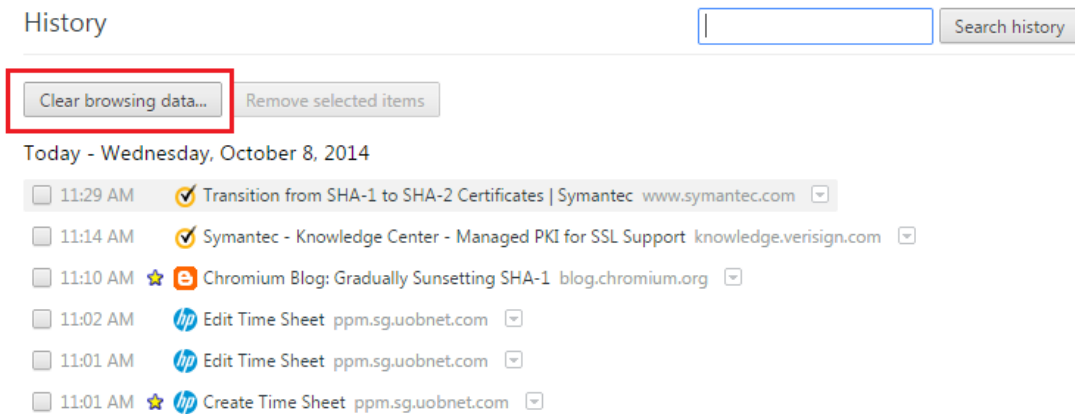 History
Search history
Clear browsing data... Remove selected items
Today - Wednesday, October 8, 2014
11:29 AM Transition from SHA-1 to SHA-2 Certificates | Symantec www.symantec.com
11:14 AM Symantec - Knowledge Center - Managed PKI for SSL Support knowledge.verisign.com
11:10 AM Chromium Blog: Gradually Sunsetting SHA-1 blog.chromium.org
11:02 AM hp Edit Time Sheet ppm.sg.uobnet.com
11:01 AM hp Edit Time Sheet ppm.sg.uobnet.com
11:01 AM hp Create Time Sheet ppm.sg.uobnet.com